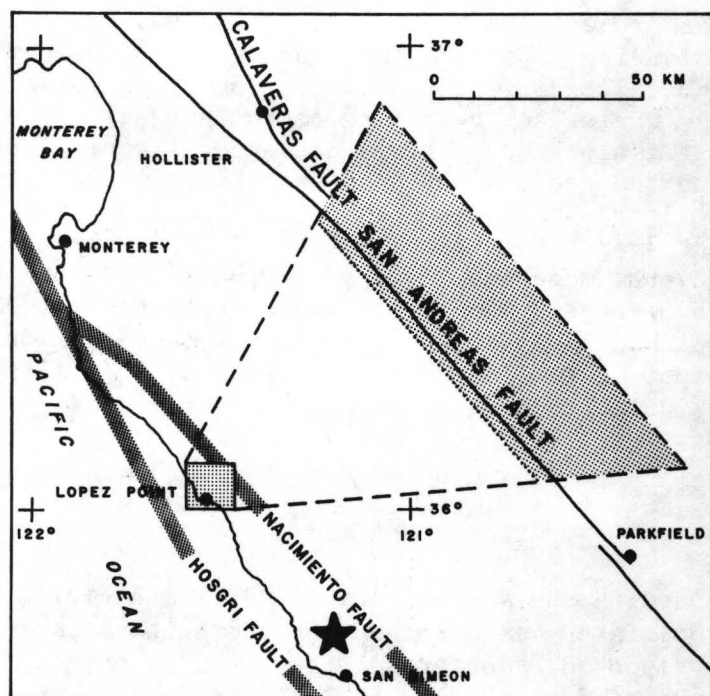 37°
CALAVERAS FAULT
0 50 KM
MONTEREY
BAY
HOLLISTER
MONTEREY
SAN ANDREAS FAULT
PACIFIC
OCEAN
LOPEZ POINT
122°
36°
121°
NACIMIENTO FAULT
HOSGRI FAULT
PARKFIELD
SAN SIMEON